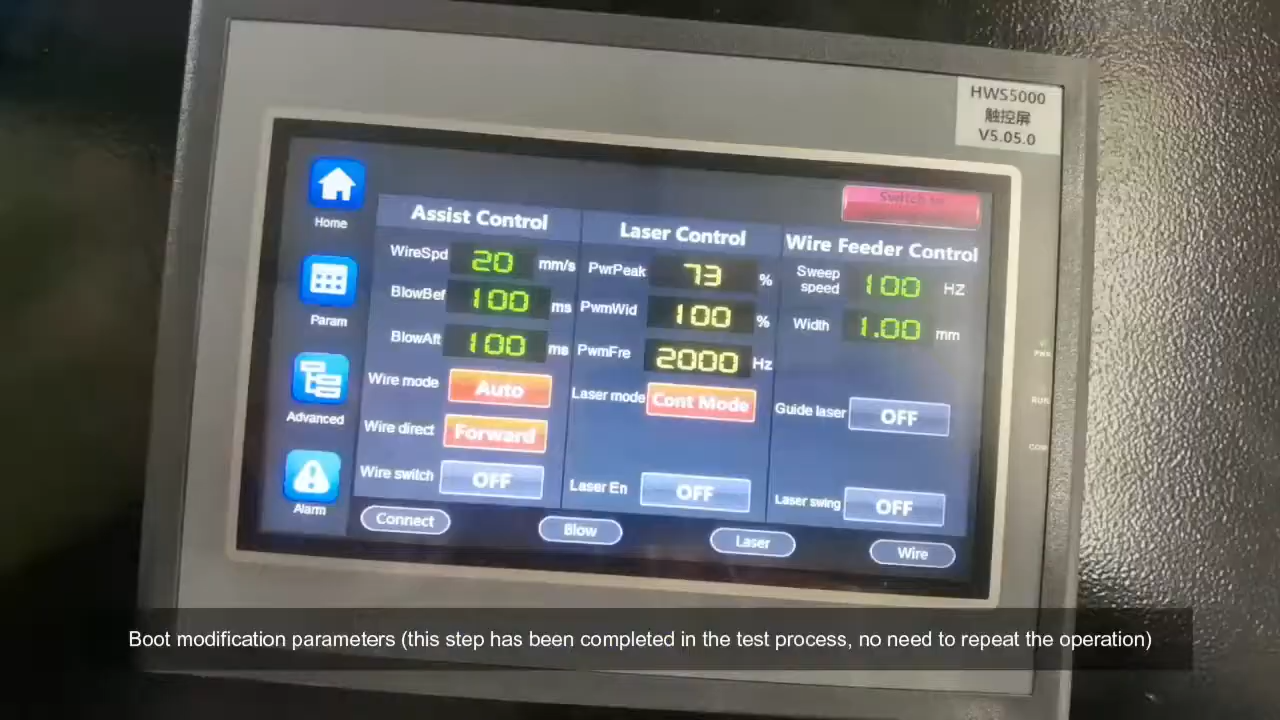 HWS5000
触控屏
V5.05.0
Switch to
Home
Param
Advanced
Alarm
Assist Control
WireSpd 20 mm/s
BlowBef 100 ms
BlowAft 100 ms
Wire mode Auto
Wire direct Forward
Wire switch OFF
Laser Control
PwrPeak 73 %
PwmWid 100 %
PwmFre 2000 Hz
Laser mode Cont Mode
Laser En OFF
Wire Feeder Control
Sweep
speed 100 HZ
Width 1.00 mm
Guide laser OFF
Laser swing OFF
Connect Blow Laser Wire
PWR
RUN
COM
Boot modification parameters (this step has been completed in the test process, no need to repeat the operation)